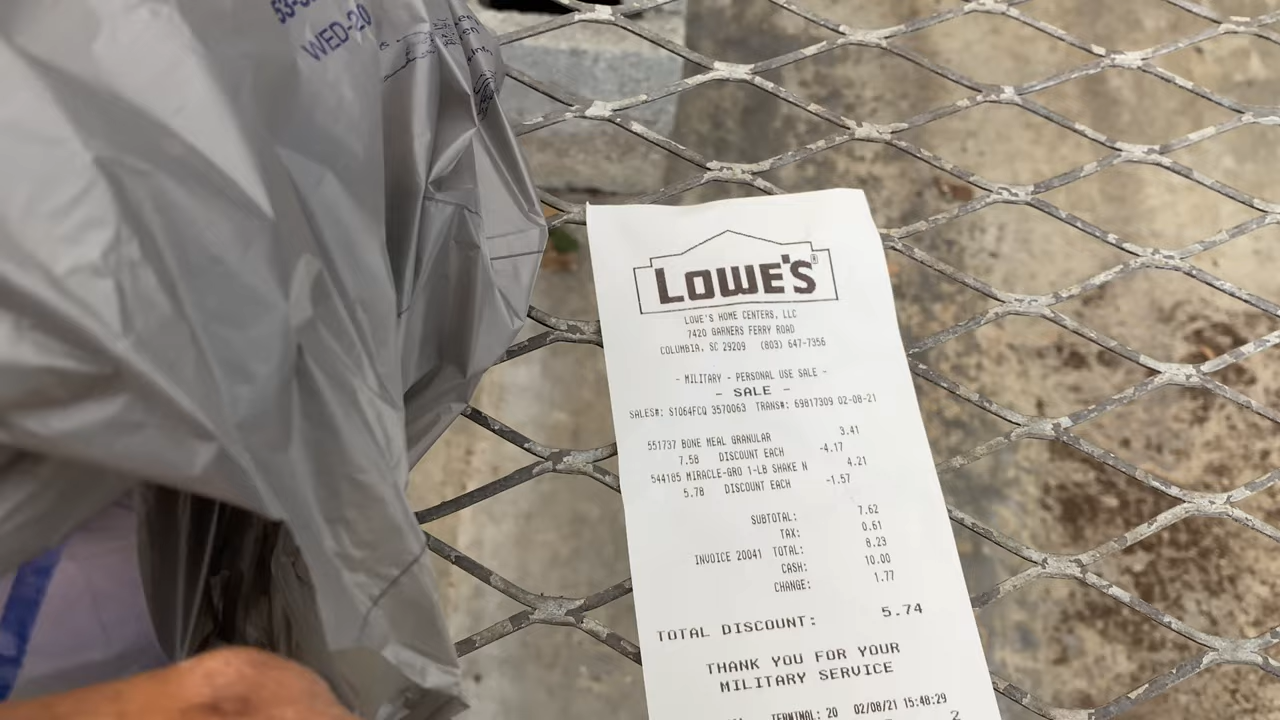 WED-20
LOWE'S®
LOWE'S HOME CENTERS, LLC
7420 GARNERS FERRY ROAD
COLUMBIA, SC 29209 (803) 647-7356
- MILITARY - PERSONAL USE SALE -
- SALE -
SALES#: S1064FCQ 3570063 TRANS#: 69817309 02-08-21
551737 BONE MEAL GRANULAR 3.41
7.58 DISCOUNT EACH -4.17
544185 MIRACLE-GRO 1-LB SHAKE N 4.21
5.78 DISCOUNT EACH -1.57
SUBTOTAL: 7.62
TAX: 0.61
INVOICE 20041 TOTAL: 8.23
CASH: 10.00
CHANGE: 1.77
TOTAL DISCOUNT: 5.74
THANK YOU FOR YOUR
MILITARY SERVICE
TERMINAL: 20 02/08/21 15:48:29
2